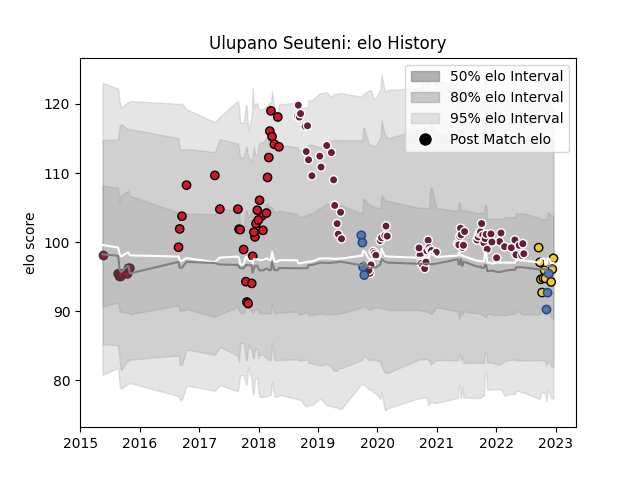 Ulupano Seuteni: elo History
50% elo Interval
80% elo Interval
95% elo Interval
Post Match elo
elo score
120
110
100
90
80
2015 2016 2017 2018 2019 2020 2021 2022 2023